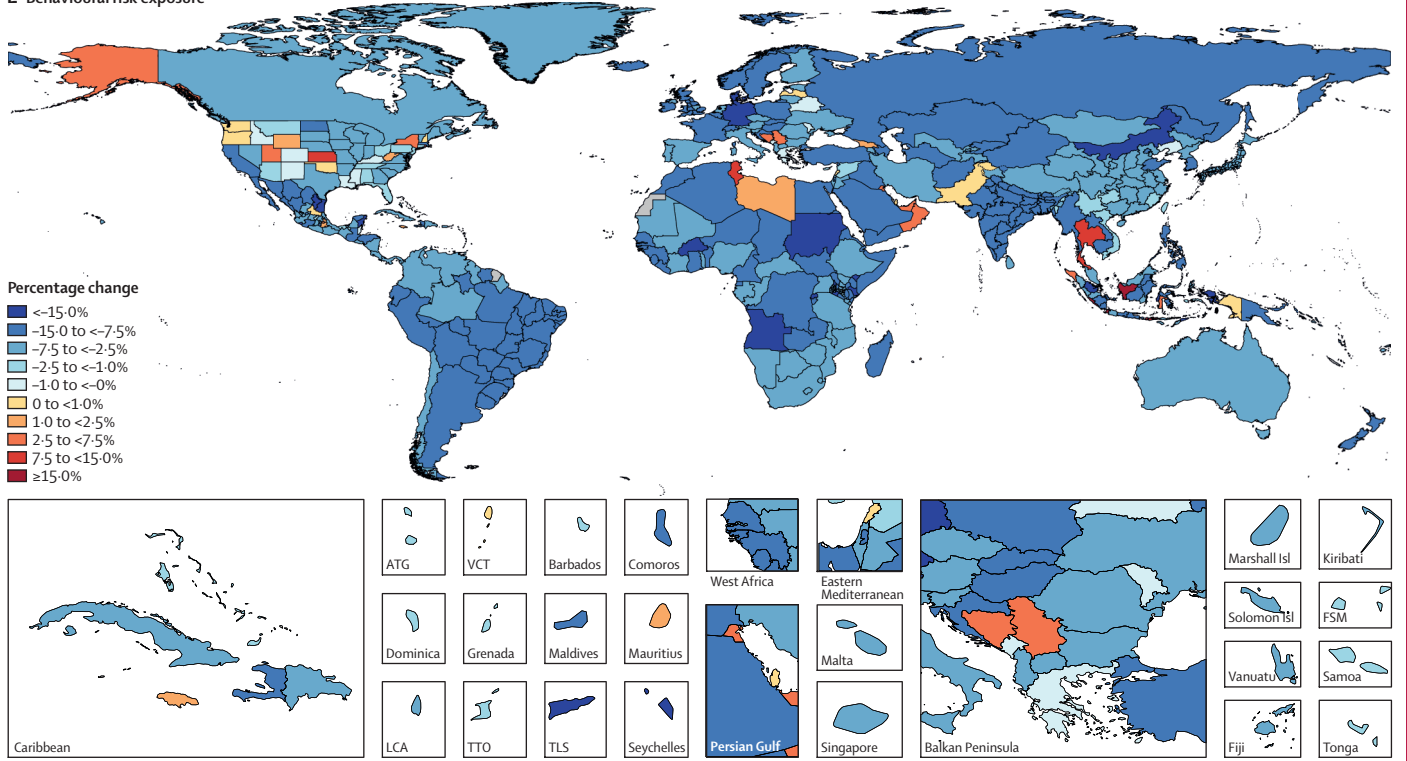 E Behavioural risk exposure
Percentage change
<–15·0%
–15·0 to <–7·5%
–7·5 to <–2·5%
–2·5 to <–1·0%
–1·0 to <–0%
0 to <1·0%
1·0 to <2·5%
2·5 to <7·5%
7·5 to <15·0%
≥15·0%
Caribbean
ATG
VCT
Barbados
Comoros
Dominica
Grenada
Maldives
Mauritius
LCA
TTO
TLS
Seychelles
West Africa
Eastern
Mediterranean
Persian Gulf
Malta
Singapore
Balkan Peninsula
Marshall Isl
Kiribati
Solomon Isl
FSM
Vanuatu
Samoa
Fiji
Tonga